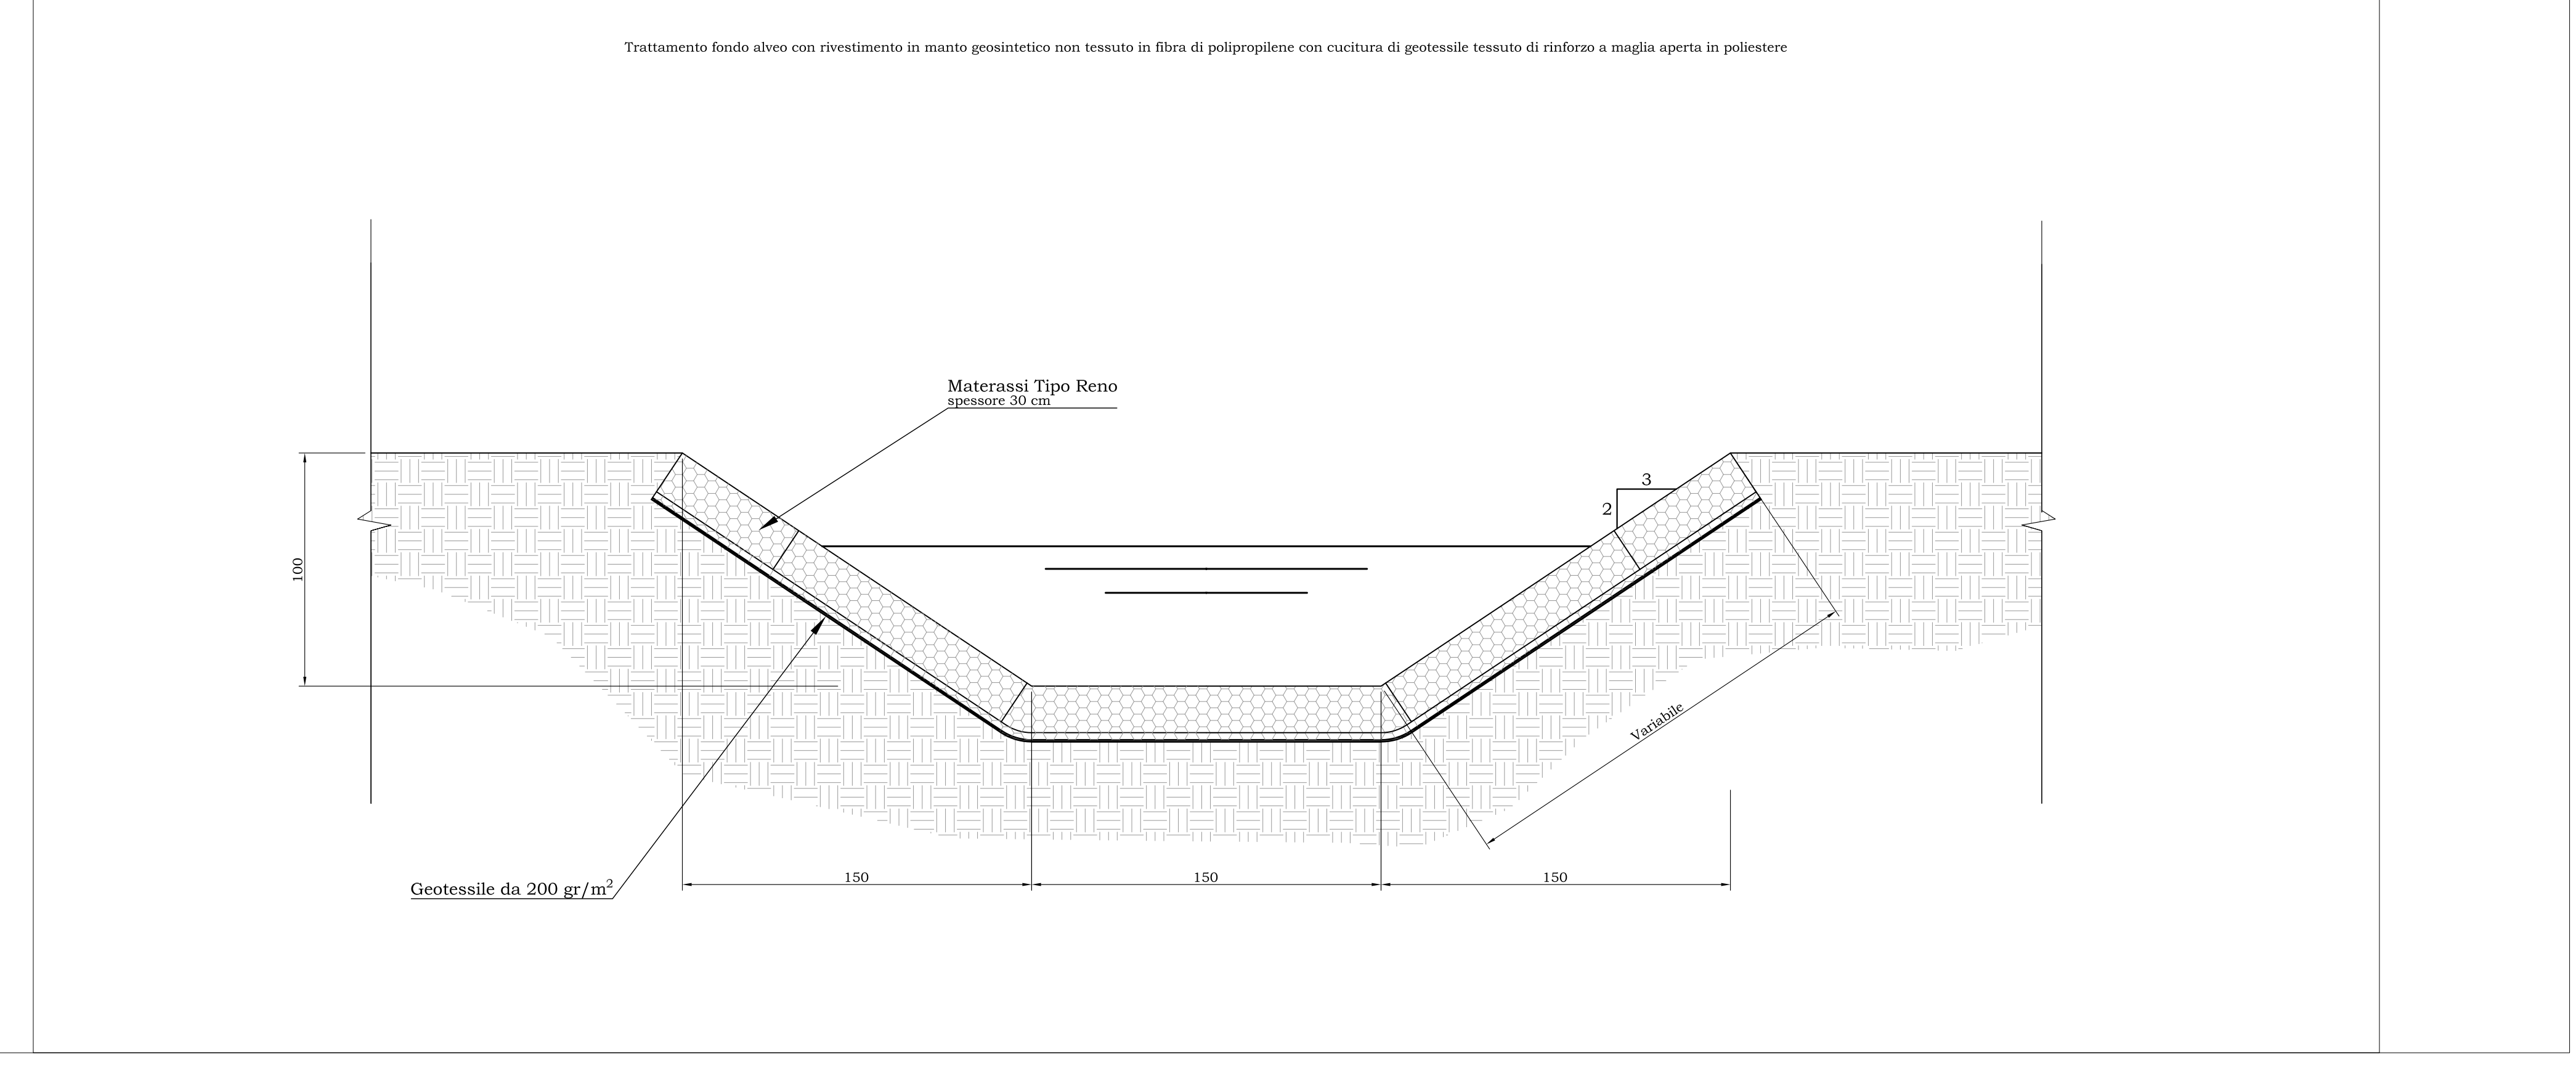 Trattamento fondo alveo con rivestimento in manto geosintetico non tessuto in fibra di polipropilene con cucitura di geotessile tessuto di rinforzo a maglia aperta in poliestere
Materassi Tipo Reno
spessore 30 cm
3
2
100
Variabile
150
150
150
Geotessile da 200 gr/m²